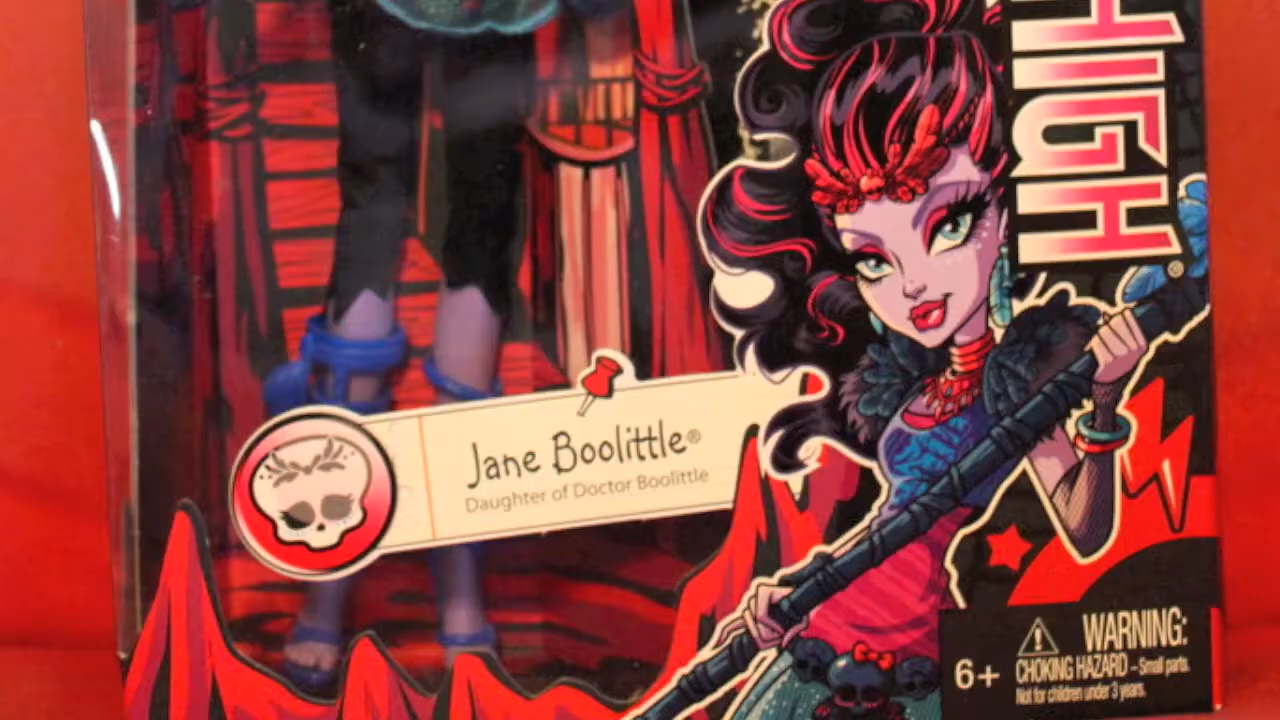 HIGH®
Jane Boolittle®
Daughter of Doctor Boolittle
WARNING:
6+
CHOKING HAZARD – Small parts.
Not for children under 3 years.